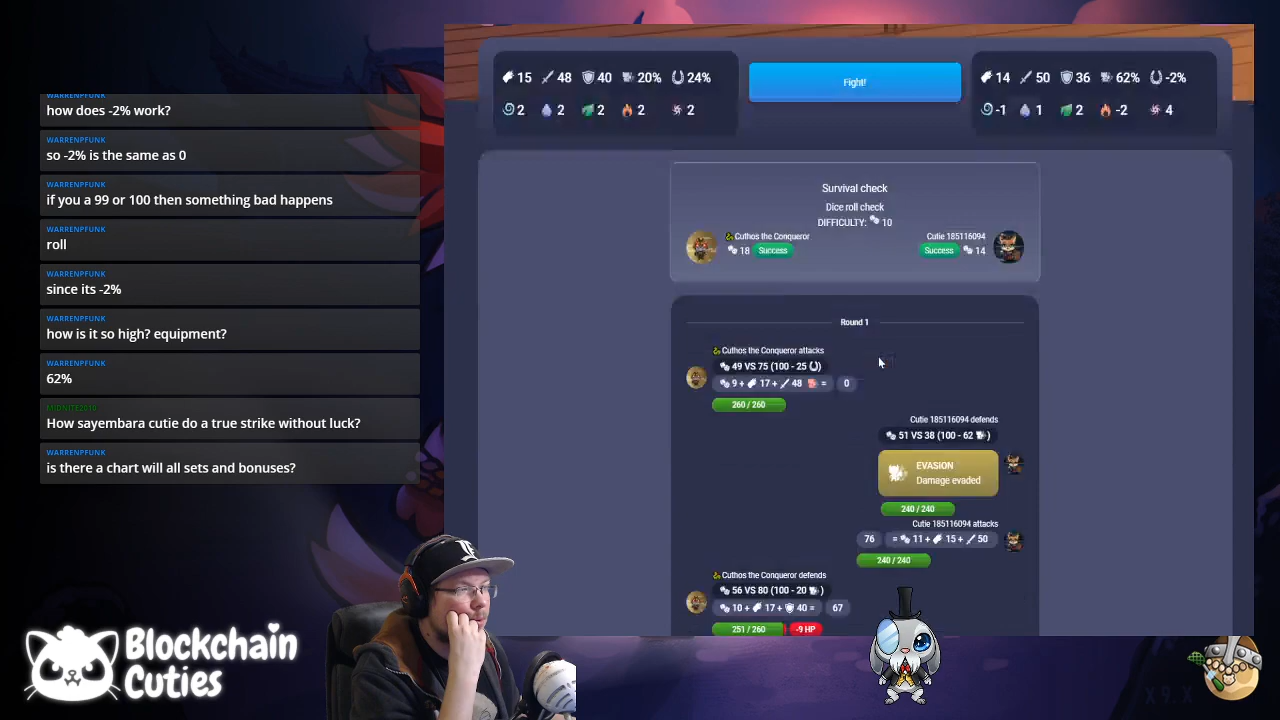 WARRENPFUNK
how does -2% work?
WARRENPFUNK
so -2% is the same as 0
WARRENPFUNK
if you a 99 or 100 then something bad happens
WARRENPFUNK
roll
WARRENPFUNK
since its -2%
WARRENPFUNK
how is it so high? equipment?
WARRENPFUNK
62%
MIDNITE2010
How sayembara cutie do a true strike without luck?
WARRENPFUNK
is there a chart will all sets and bonuses?
15 48 40 20% 24%
2 2 2 2 2
Fight!
14 50 36 62% -2%
-1 1 2 -2 4
Survival check
Dice roll check
DIFFICULTY: 10
Cuthos the Conqueror
18 Success
Cutie 185116094
Success 14
Round 1
Cuthos the Conqueror attacks
49 VS 75 (100 - 25 )
9 + 17 + 48 = 0
260 / 260
Cutie 185116094 defends
51 VS 38 (100 - 62 )
EVASION
Damage evaded
240 / 240
Cutie 185116094 attacks
76 = 11 + 15 + 50
240 / 240
Cuthos the Conqueror defends
56 VS 80 (100 - 20 )
10 + 17 + 40 = 67
251 / 260 -9 HP
Blockchain
Cuties